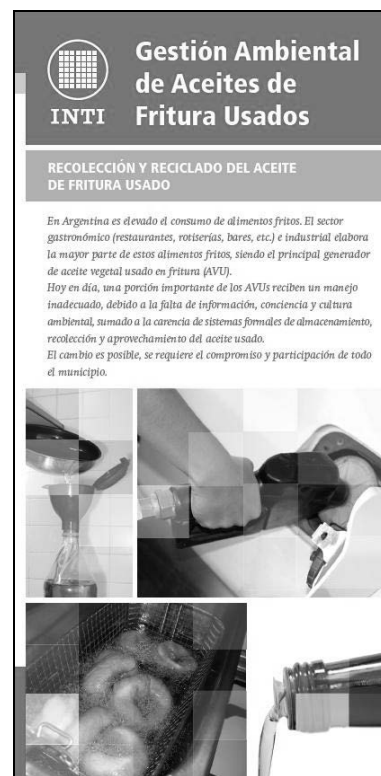 INTI
Gestión Ambiental
de Aceites de
Fritura Usados
RECOLECCIÓN Y RECICLADO DEL ACEITE
DE FRITURA USADO
En Argentina es elevado el consumo de alimentos fritos. El sector
gastronómico (restaurantes, rotiserías, bares, etc.) e industrial elabora
la mayor parte de estos alimentos fritos, siendo el principal generador
de aceite vegetal usado en fritura (AVU).
Hoy en día, una porción importante de los AVUs reciben un manejo
inadecuado, debido a la falta de información, conciencia y cultura
ambiental, sumado a la carencia de sistemas formales de almacenamiento,
recolección y aprovechamiento del aceite usado.
El cambio es posible, se requiere el compromiso y participación de todo
el municipio.